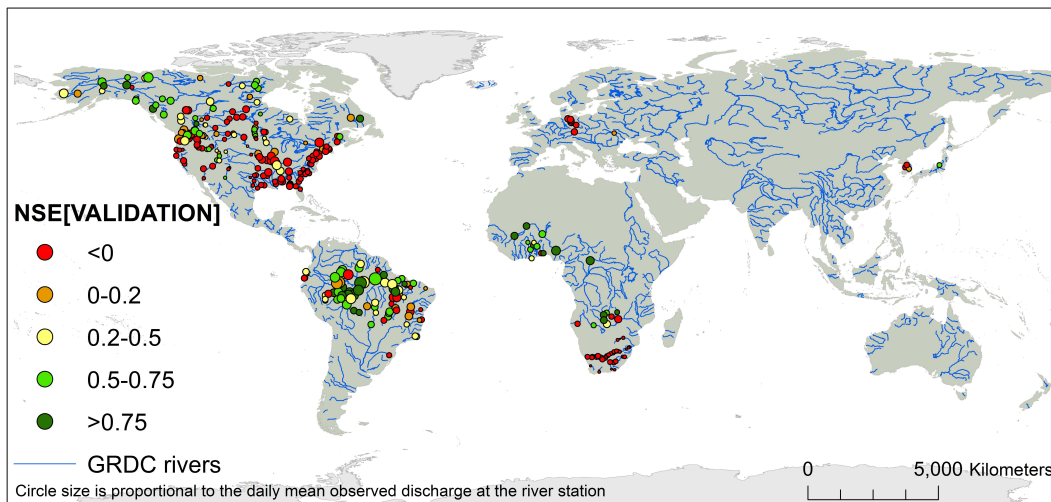 NSE[VALIDATION]
<0
0-0.2
0.2-0.5
0.5-0.75
>0.75
GRDC rivers
Circle size is proportional to the daily mean observed discharge at the river station
0 5,000 Kilometers